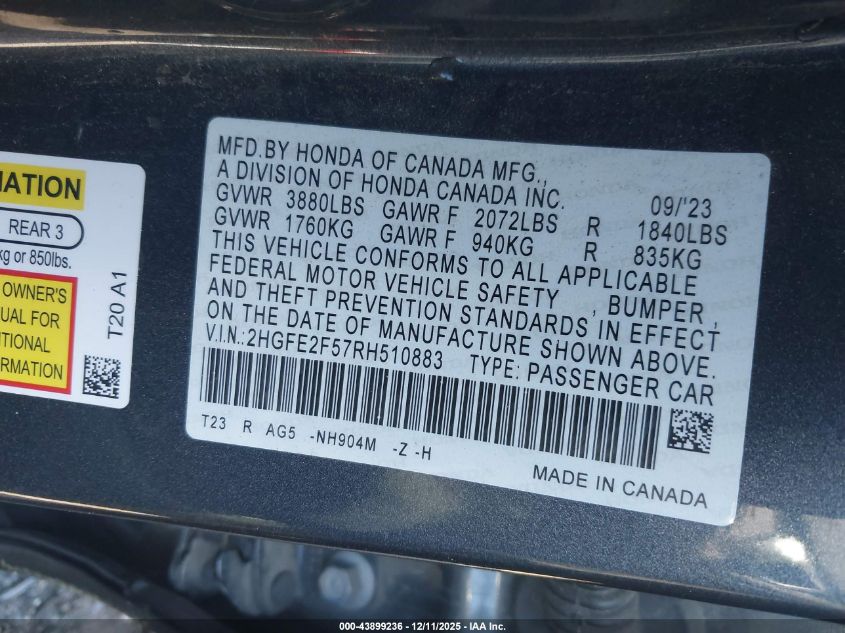 MATION
REAR 3
kg or 850lbs.
OWNER'S
UAL FOR
ITIONAL
ORMATION
T20 A1
MFD.BY HONDA OF CANADA MFG.,
A DIVISION OF HONDA CANADA INC. 09/'23
GVWR 3880LBS GAWR F 2072LBS R 1840LBS
GVWR 1760KG GAWR F 940KG R 835KG
THIS VEHICLE CONFORMS TO ALL APPLICABLE
FEDERAL MOTOR VEHICLE SAFETY , BUMPER ,
AND THEFT PREVENTION STANDARDS IN EFFECT
ON THE DATE OF MANUFACTURE SHOWN ABOVE.
V.I.N.:2HGFE2F57RH510883 TYPE: PASSENGER CAR
T23 R AG5 -NH904M -Z -H
MADE IN CANADA
000-43899236 - 12/11/2025 - IAA Inc.